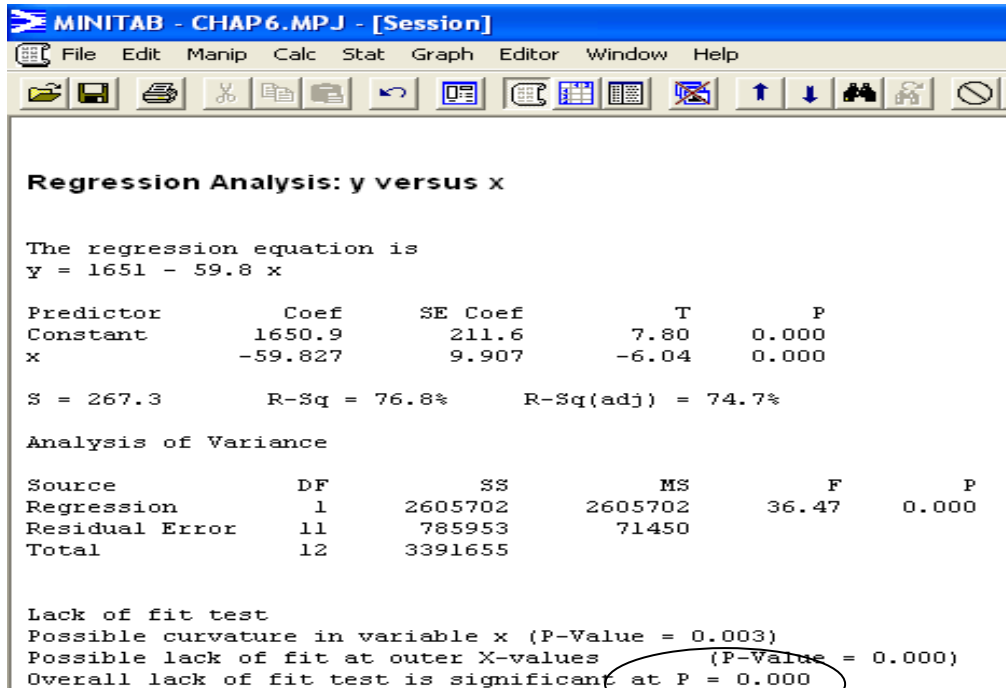 MINITAB - CHAP6.MPJ - [Session]
File Edit Manip Calc Stat Graph Editor Window Help
Regression Analysis: y versus x
The regression equation is
y = 1651 - 59.8 x
Predictor Coef SE Coef T P
Constant 1650.9 211.6 7.80 0.000
x -59.827 9.907 -6.04 0.000
S = 267.3 R-Sq = 76.8% R-Sq(adj) = 74.7%
Analysis of Variance
Source DF SS MS F P
Regression 1 2605702 2605702 36.47 0.000
Residual Error 11 785953 71450
Total 12 3391655
Lack of fit test
Possible curvature in variable x (P-Value = 0.003)
Possible lack of fit at outer X-values (P-Value = 0.000)
Overall lack of fit test is significant at P = 0.000